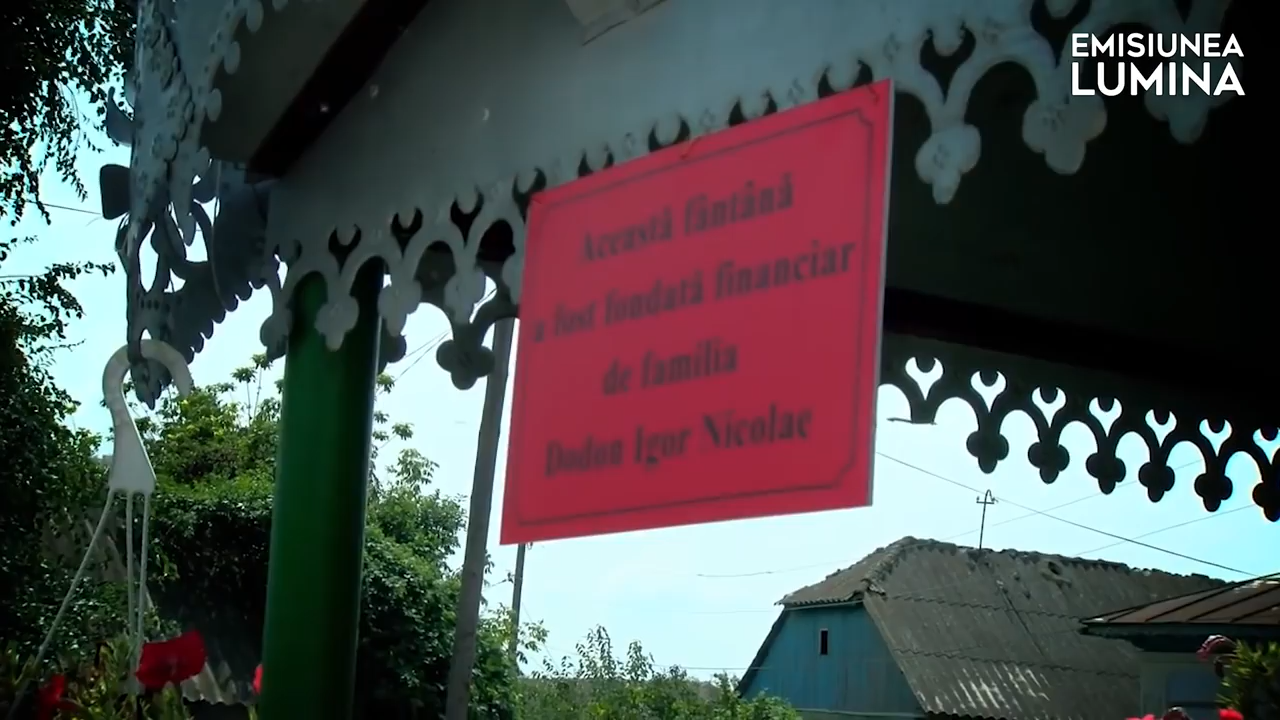 EMISIUNEA
LUMINA
Această fântână
a fost fondată financiar
de familia
Dodon Igor Nicolae